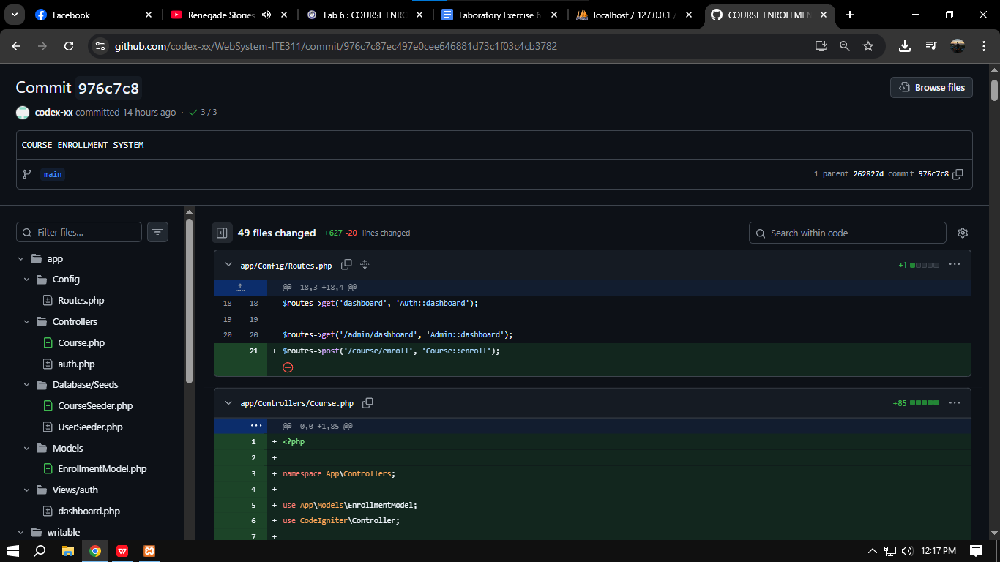 Facebook
Renegade Stories
Lab 6 : COURSE ENRO
Laboratory Exercise 6
localhost / 127.0.0.1 /
COURSE ENROLLMEN
github.com/codex-xx/WebSystem-ITE311/commit/976c7c87ec497e0cee646881d73c1f03c4cb3782
Commit 976c7c8
Browse files
codex-xx committed 14 hours ago · 3 / 3
COURSE ENROLLMENT SYSTEM
main
1 parent 262827d commit 976c7c8
Filter files...
49 files changed +627 -20 lines changed
Search within code
app
Config
Routes.php
Controllers
Course.php
auth.php
Database/Seeds
CourseSeeder.php
UserSeeder.php
Models
EnrollmentModel.php
Views/auth
dashboard.php
writable
app/Config/Routes.php
+1
@@ -18,3 +18,4 @@
18 18 $routes->get('dashboard', 'Auth::dashboard');
19 19
20 20 $routes->get('/admin/dashboard', 'Admin::dashboard');
21 + $routes->post('/course/enroll', 'Course::enroll');
app/Controllers/Course.php
+85
@@ -0,0 +1,85 @@
1 + <?php
2 +
3 + namespace App\Controllers;
4 +
5 + use App\Models\EnrollmentModel;
6 + use CodeIgniter\Controller;
7 +
12:17 PM